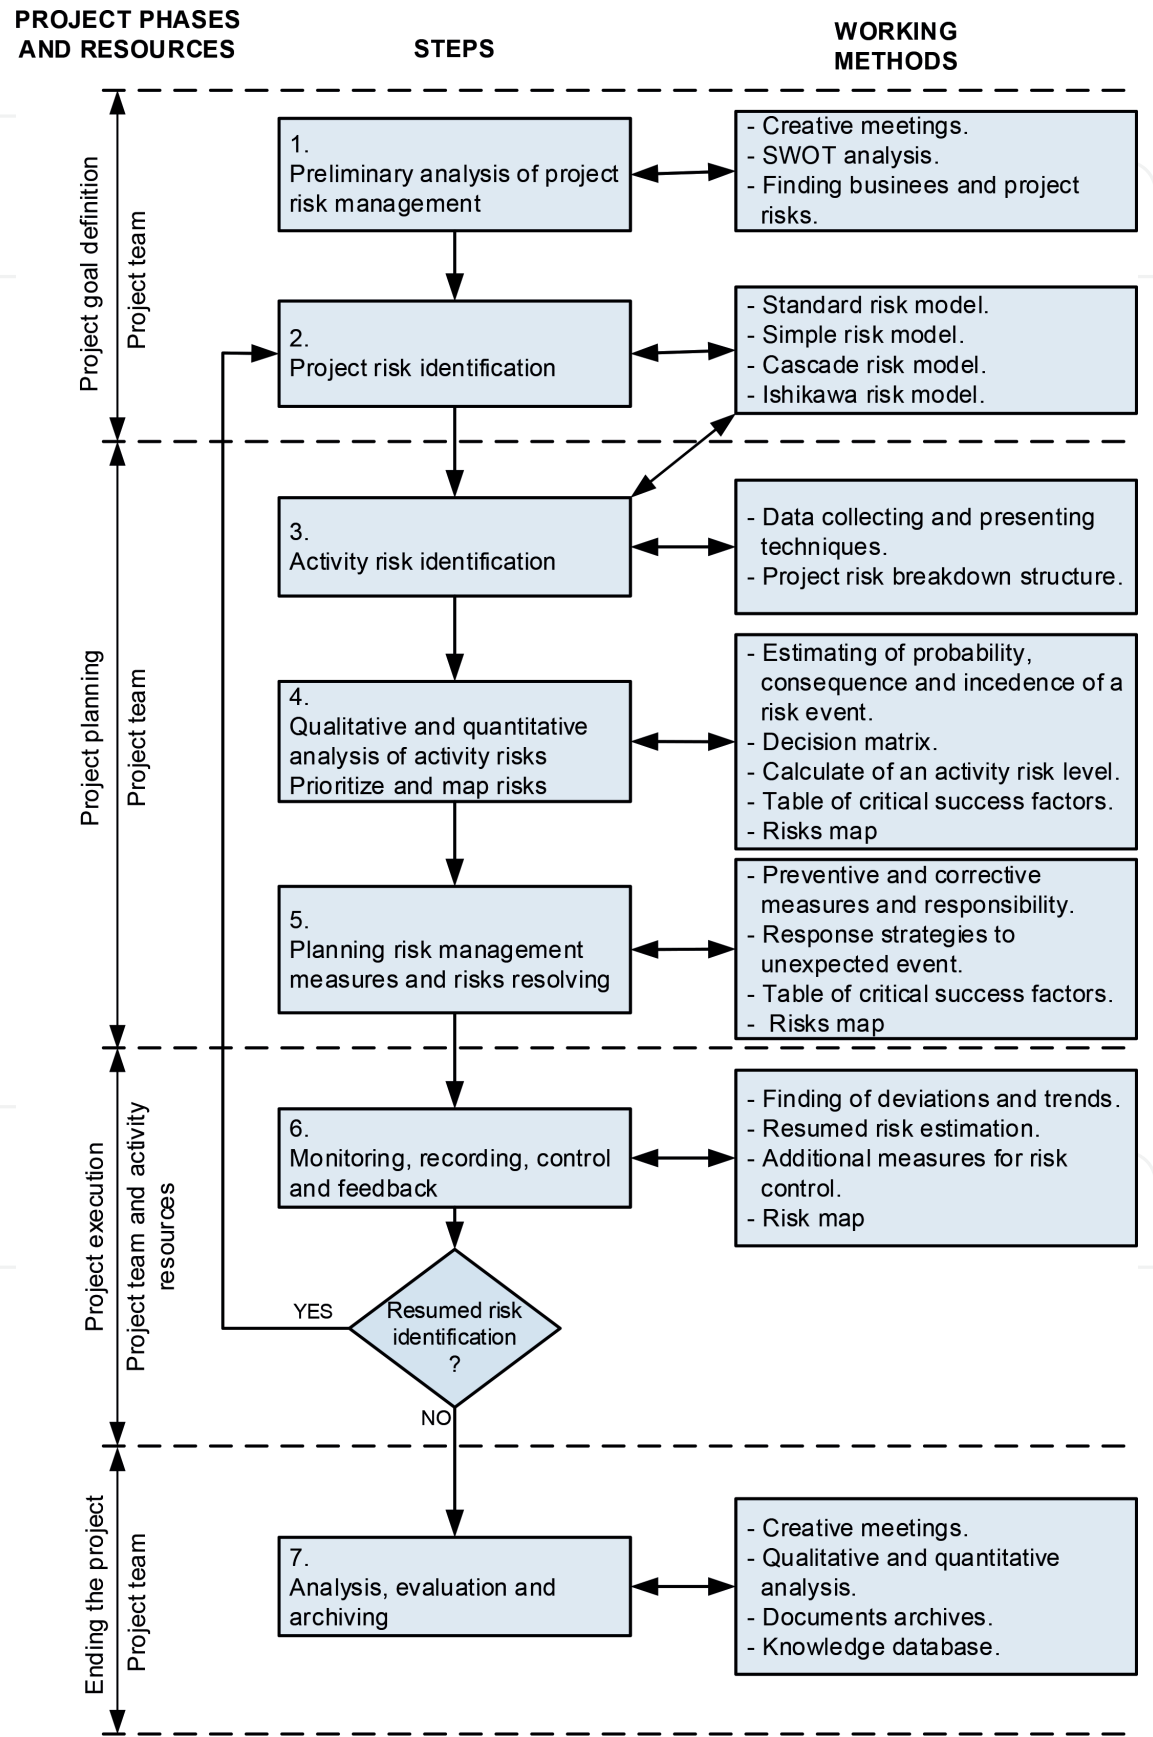 PROJECT PHASES
AND RESOURCES
STEPS
WORKING
METHODS
Project goal definition
Project team
1.
Preliminary analysis of project
risk management
- Creative meetings.
- SWOT analysis.
- Finding businees and project
risks.
2.
Project risk identification
- Standard risk model.
- Simple risk model.
- Cascade risk model.
- Ishikawa risk model.
Project planning
Project team
3.
Activity risk identification
- Data collecting and presenting
techniques.
- Project risk breakdown structure.
4.
Qualitative and quantitative
analysis of activity risks
Prioritize and map risks
- Estimating of probability,
consequence and incedence of a
risk event.
- Decision matrix.
- Calculate of an activity risk level.
- Table of critical success factors.
- Risks map
5.
Planning risk management
measures and risks resolving
- Preventive and corrective
measures and responsibility.
- Response strategies to
unexpected event.
- Table of critical success factors.
- Risks map
Project execution
Project team and activity
resources
6.
Monitoring, recording, control
and feedback
- Finding of deviations and trends.
- Resumed risk estimation.
- Additional measures for risk
control.
- Risk map
YES
Resumed risk
identification
?
NO
Ending the project
Project team
7.
Analysis, evaluation and
archiving
- Creative meetings.
- Qualitative and quantitative
analysis.
- Documents archives.
- Knowledge database.